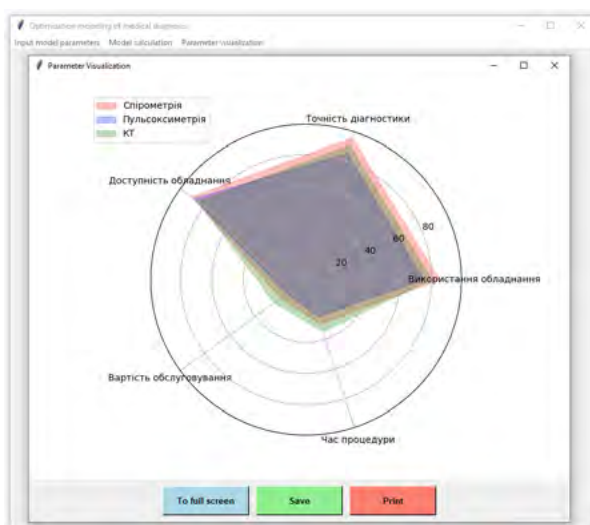 Optimization modeling of medical diagnosis
Input model parameters Model calculation Parameter visualization
Parameter Visualization
Спірометрія
Пульсоксиметрія
КТ
Точність діагностики
Доступність обладнання
80
60
40
20
Використання обладнання
Вартість обслуговування
Час процедури
To full screen Save Print